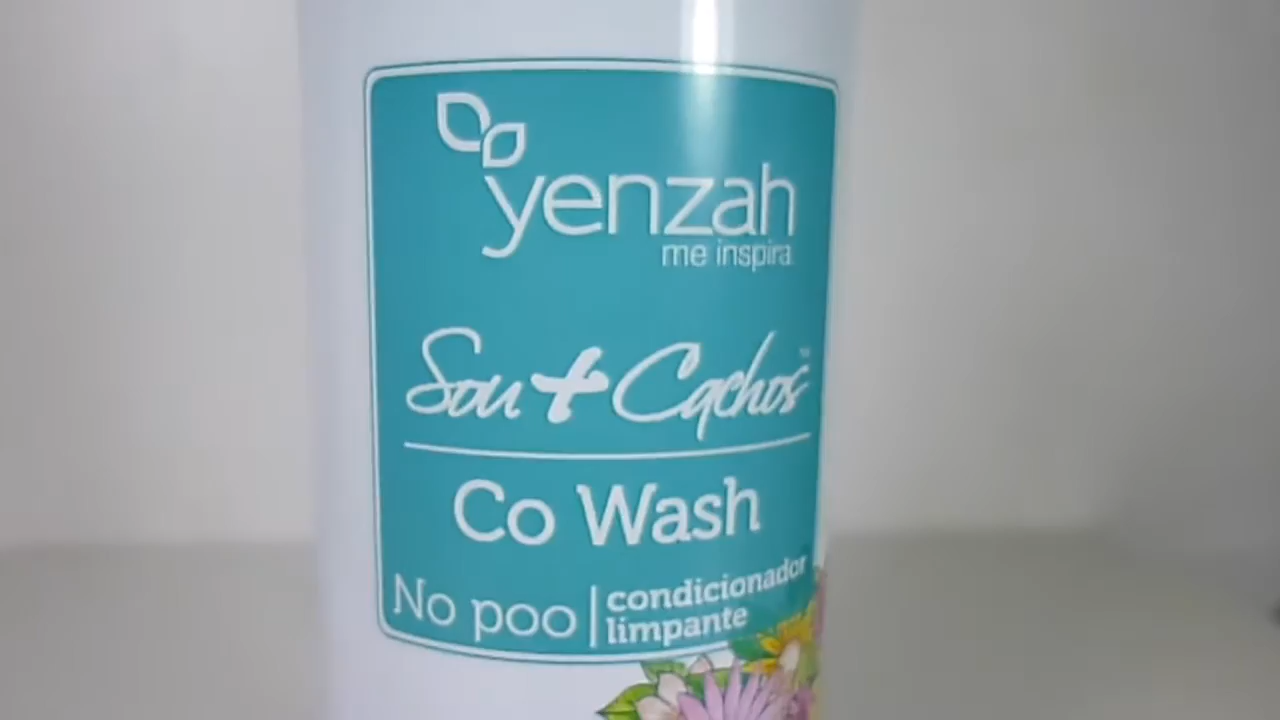 yenzah
me inspira
Sou + Cachos
Co Wash
No poo | condicionador
limpante